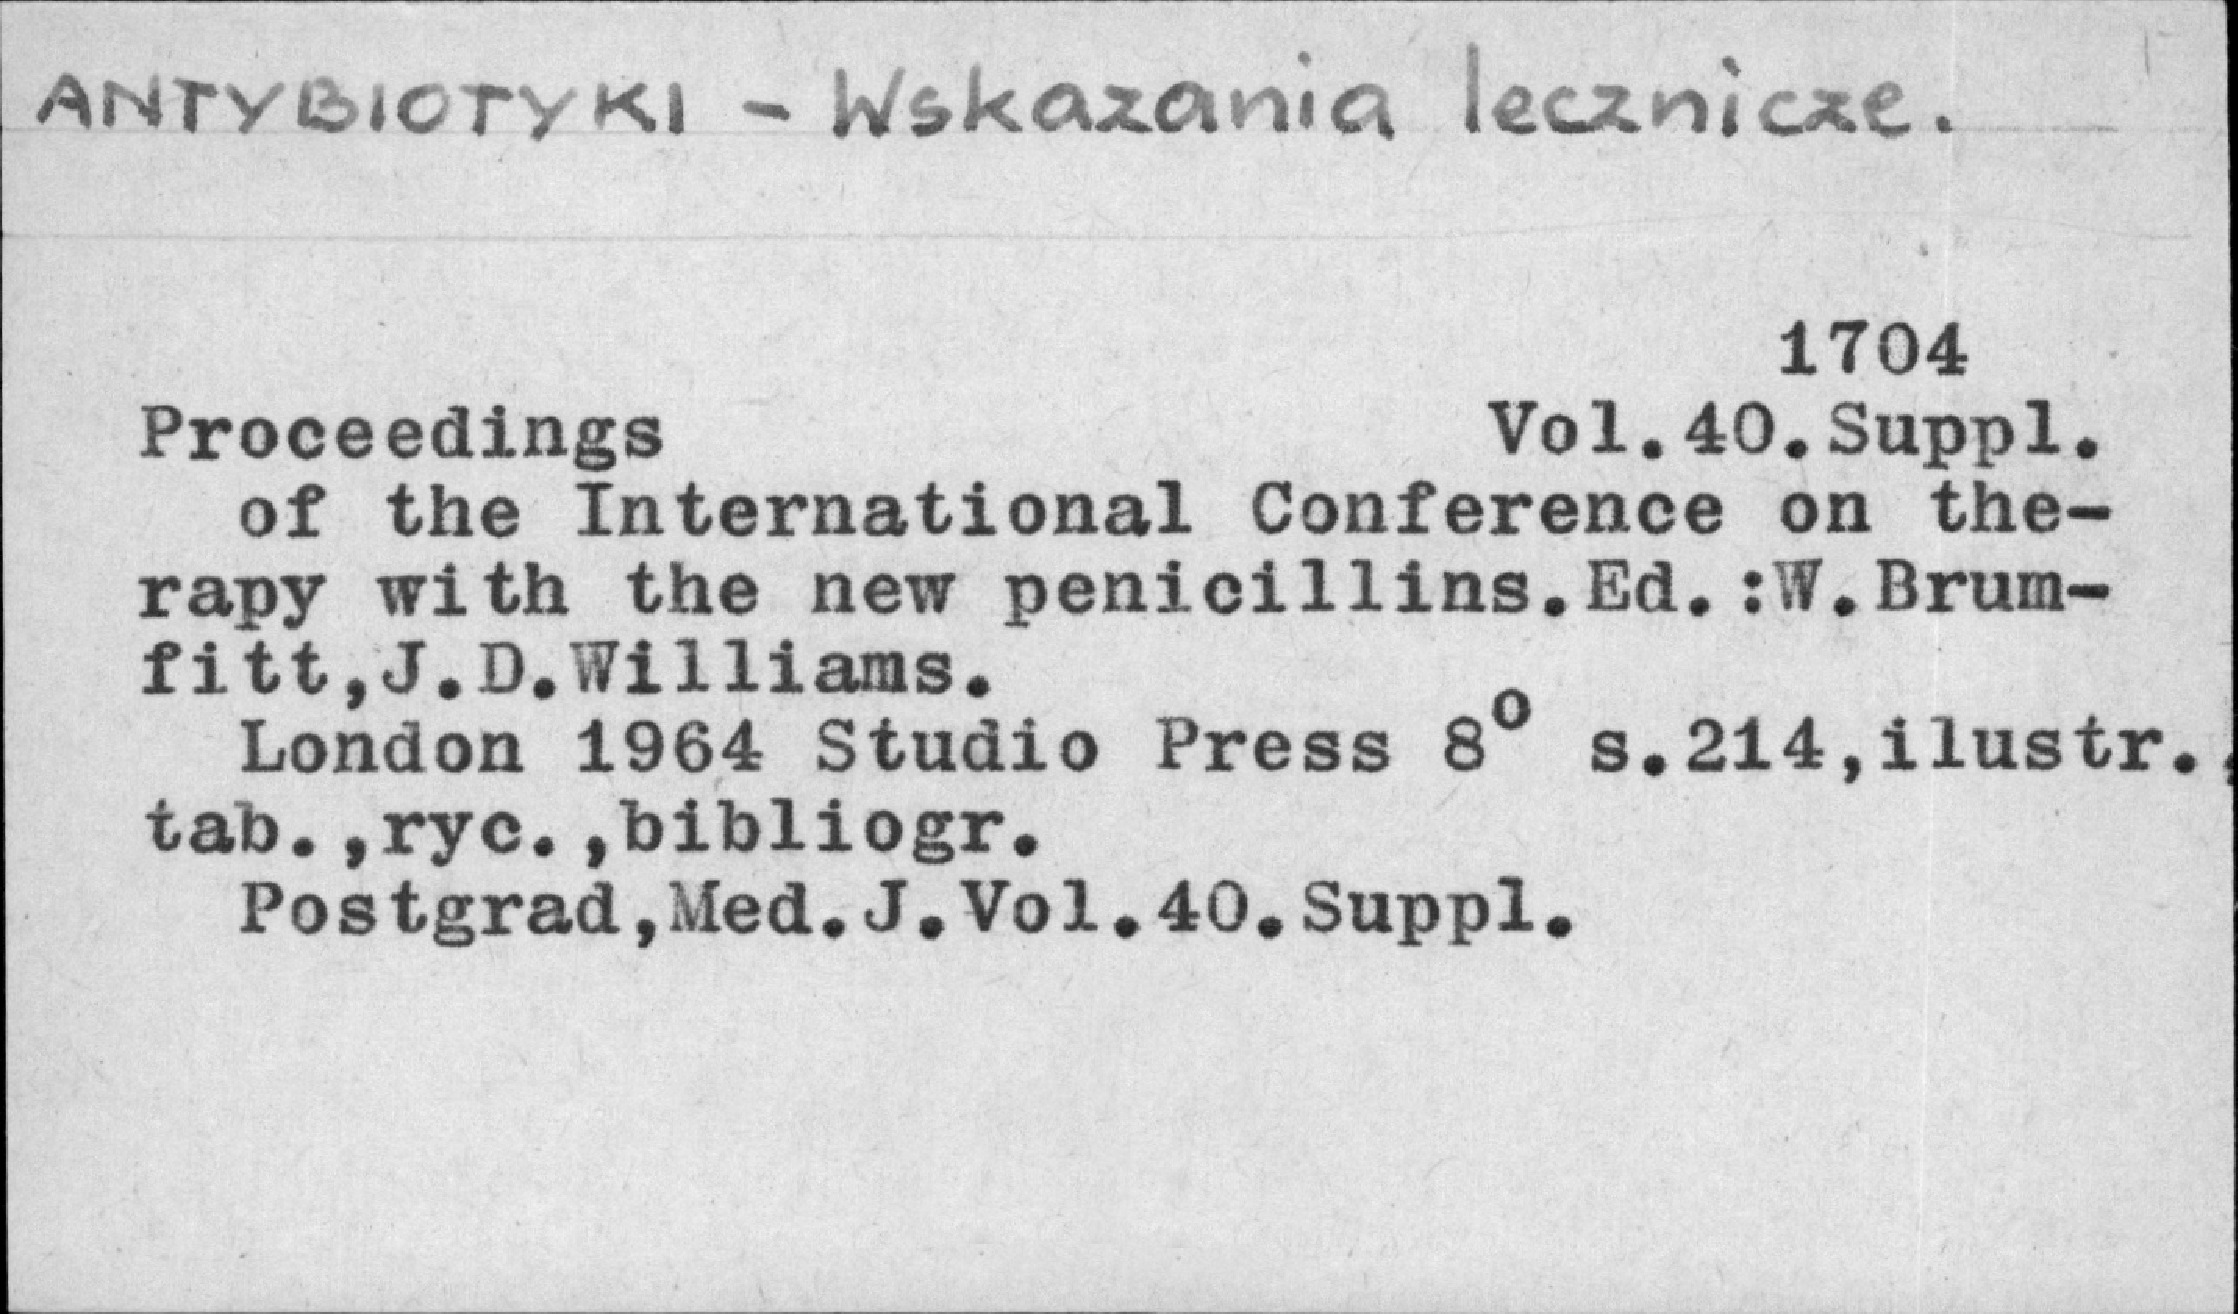 ANTYBIOTYKI - Wskazania lecznicze.
1704
Proceedings Vol.40.Suppl.
of the International Conference on the-
rapy with the new penicillins.Ed.:W.Brum-
fitt,J.D.Williams.
London 1964 Studio Press 8° s.214,ilustr.,
tab.,ryc.,bibliogr.
Postgrad,Med.J.Vol.40.Suppl.